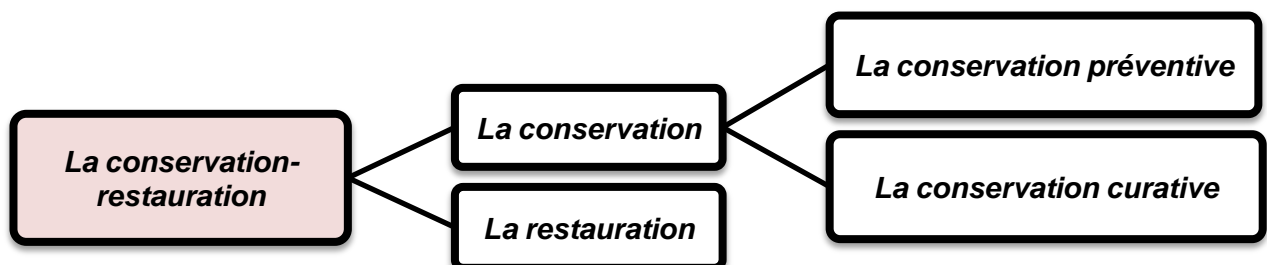 La conservation-
restauration
La conservation
La restauration
La conservation préventive
La conservation curative